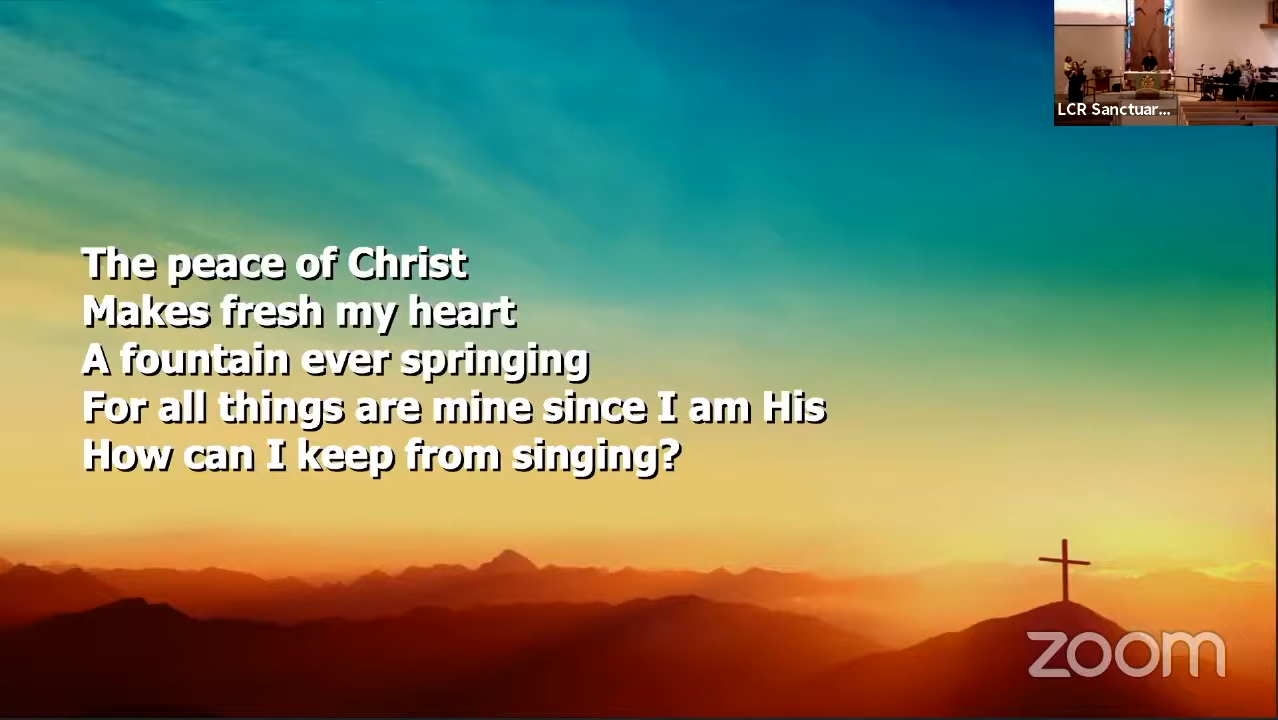 LCR Sanctuar...
The peace of Christ
Makes fresh my heart
A fountain ever springing
For all things are mine since I am His
How can I keep from singing?
zoom